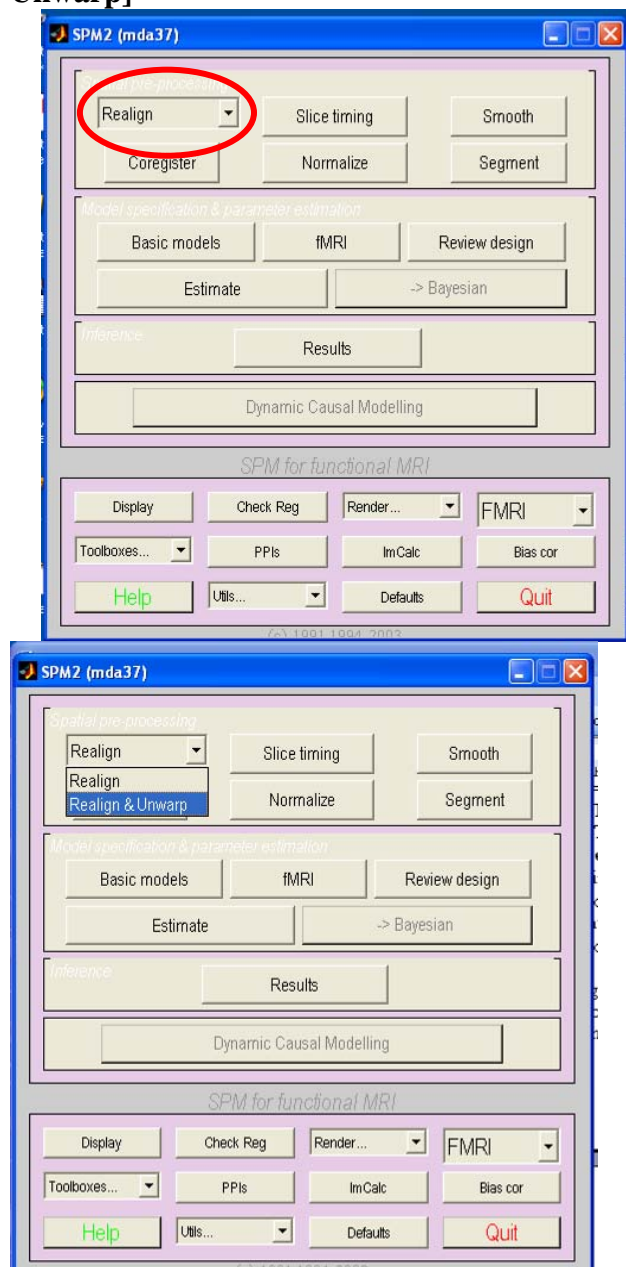 Unwarp]
SPM2 (mda37)
Spatial pre-processing
Realign Slice timing Smooth
Coregister Normalize Segment
Model specification & parameter estimation
Basic models fMRI Review design
Estimate -> Bayesian
Inference
Results
Dynamic Causal Modelling
SPM for functional MRI
Display Check Reg Render... FMRI
Toolboxes... PPIs ImCalc Bias cor
Help Utils... Defaults Quit
(c) 1991,1994-2003
SPM2 (mda37)
Spatial pre-processing
Realign Slice timing Smooth
Realign
Realign & Unwarp Normalize Segment
Model specification & parameter estimation
Basic models fMRI Review design
Estimate -> Bayesian
Inference
Results
Dynamic Causal Modelling
SPM for functional MRI
Display Check Reg Render... FMRI
Toolboxes... PPIs ImCalc Bias cor
Help Utils... Defaults Quit